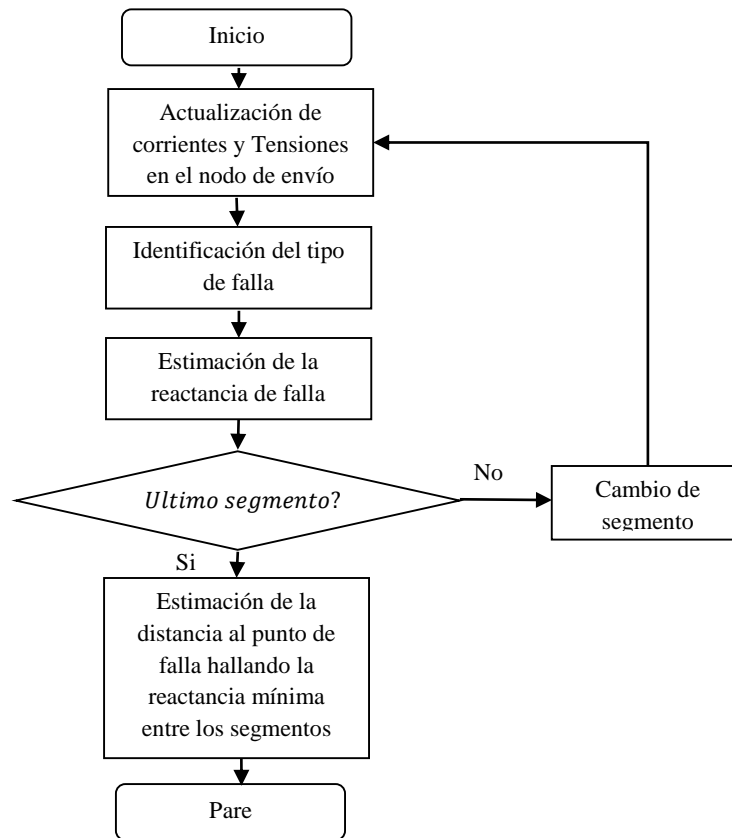 Inicio
Actualización de
corrientes y Tensiones
en el nodo de envío
Identificación del tipo
de falla
Estimación de la
reactancia de falla
Ultimo segmento?
No
Cambio de
segmento
Si
Estimación de la
distancia al punto de
falla hallando la
reactancia mínima
entre los segmentos
Pare